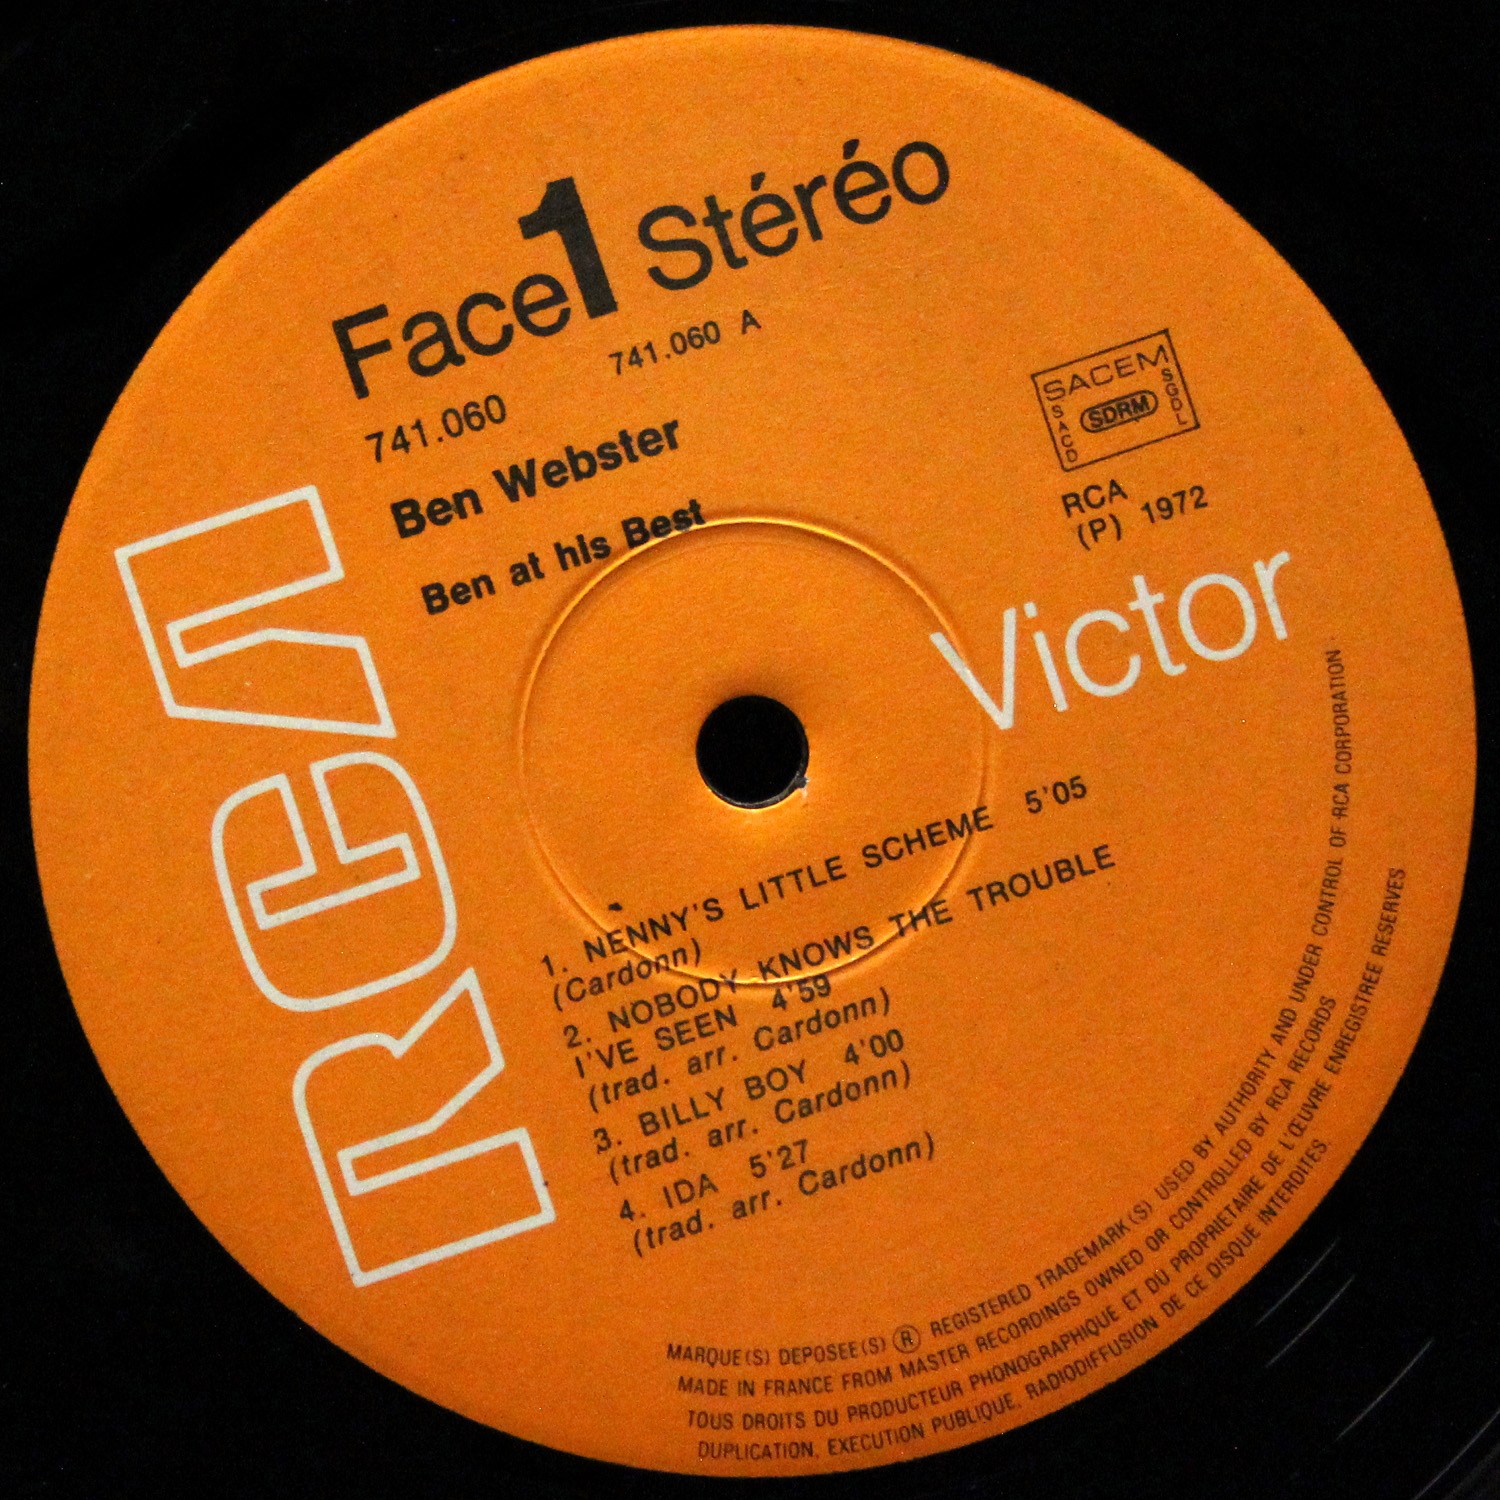 Face 1 Stéréo
741.060
741.060 A
Ben Webster
Ben at his Best
SACEM
SACD
SDRM
SGDL
RCA
(P) 1972
RCA
Victor
1. NENNY'S LITTLE SCHEME 5'05
(Cardonn)
2. NOBODY KNOWS THE TROUBLE
I'VE SEEN 4'59
(trad. arr. Cardonn)
3. BILLY BOY 4'00
(trad. arr. Cardonn)
4. IDA 5'27
(trad. arr. Cardonn)
MARQUE(S) DEPOSEE(S) ® REGISTERED TRADEMARK(S) USED BY AUTHORITY AND UNDER CONTROL OF RCA CORPORATION
MADE IN FRANCE FROM MASTER RECORDINGS OWNED OR CONTROLLED BY RCA RECORDS
TOUS DROITS DU PRODUCTEUR PHONOGRAPHIQUE ET DU PROPRIETAIRE DE L'ŒUVRE ENREGISTREE RESERVES
DUPLICATION, EXECUTION PUBLIQUE, RADIODIFFUSION DE CE DISQUE INTERDITES.